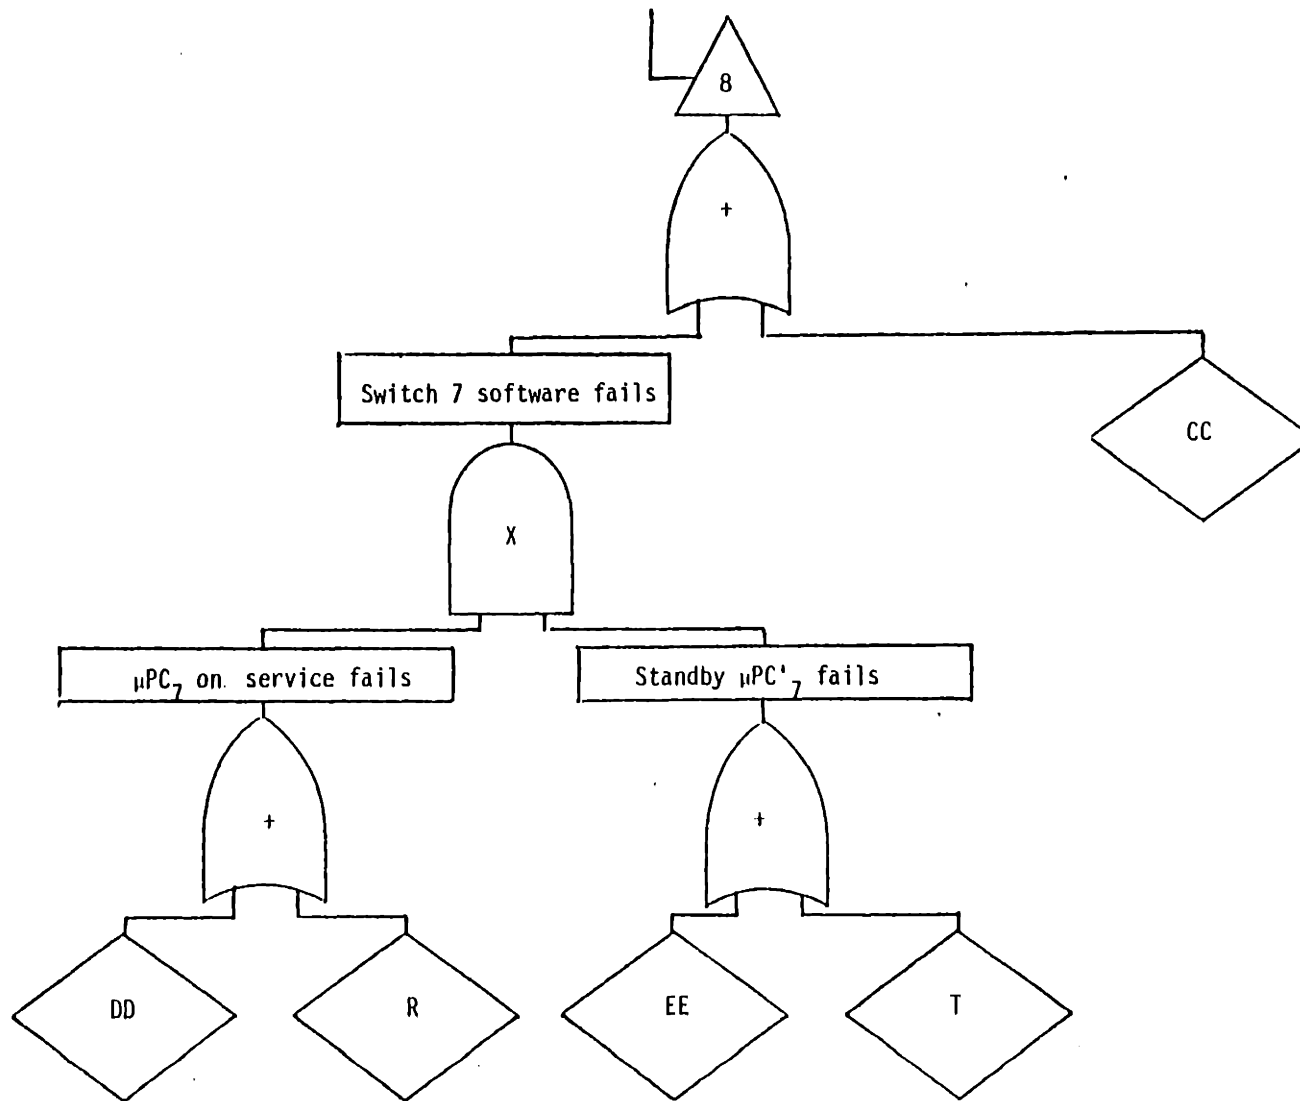 8
+
Switch 7 software fails
CC
X
μPC₇ on. service fails
Standby μPC'₇ fails
+
+
DD
R
EE
T